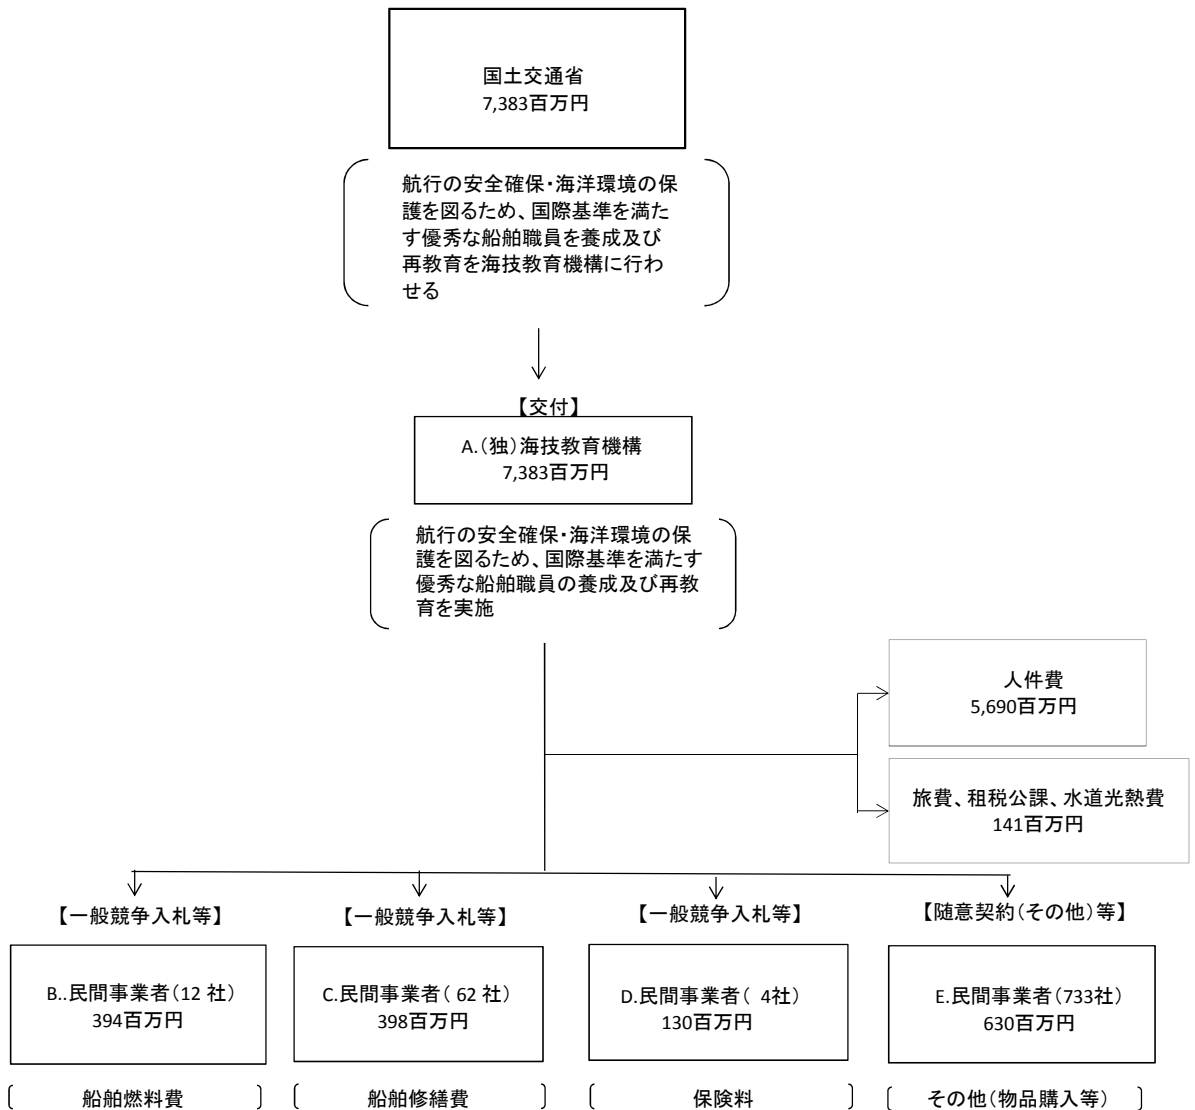 国土交通省
7,383百万円
航行の安全確保・海洋環境の保
護を図るため、国際基準を満た
す優秀な船舶職員を養成及び
再教育を海技教育機構に行わ
せる
【交付】
A.(独)海技教育機構
7,383百万円
航行の安全確保・海洋環境の保
護を図るため、国際基準を満たす
優秀な船舶職員の養成及び再教
育を実施
人件費
5,690百万円
旅費、租税公課、水道光熱費
141百万円
【一般競争入札等】
【一般競争入札等】
【一般競争入札等】
【随意契約(その他)等】
B..民間事業者(12 社)
394百万円
C.民間事業者( 62 社)
398百万円
D.民間事業者( 4社)
130百万円
E.民間事業者(733社)
630百万円
船舶燃料費
船舶修繕費
保険料
その他(物品購入等)